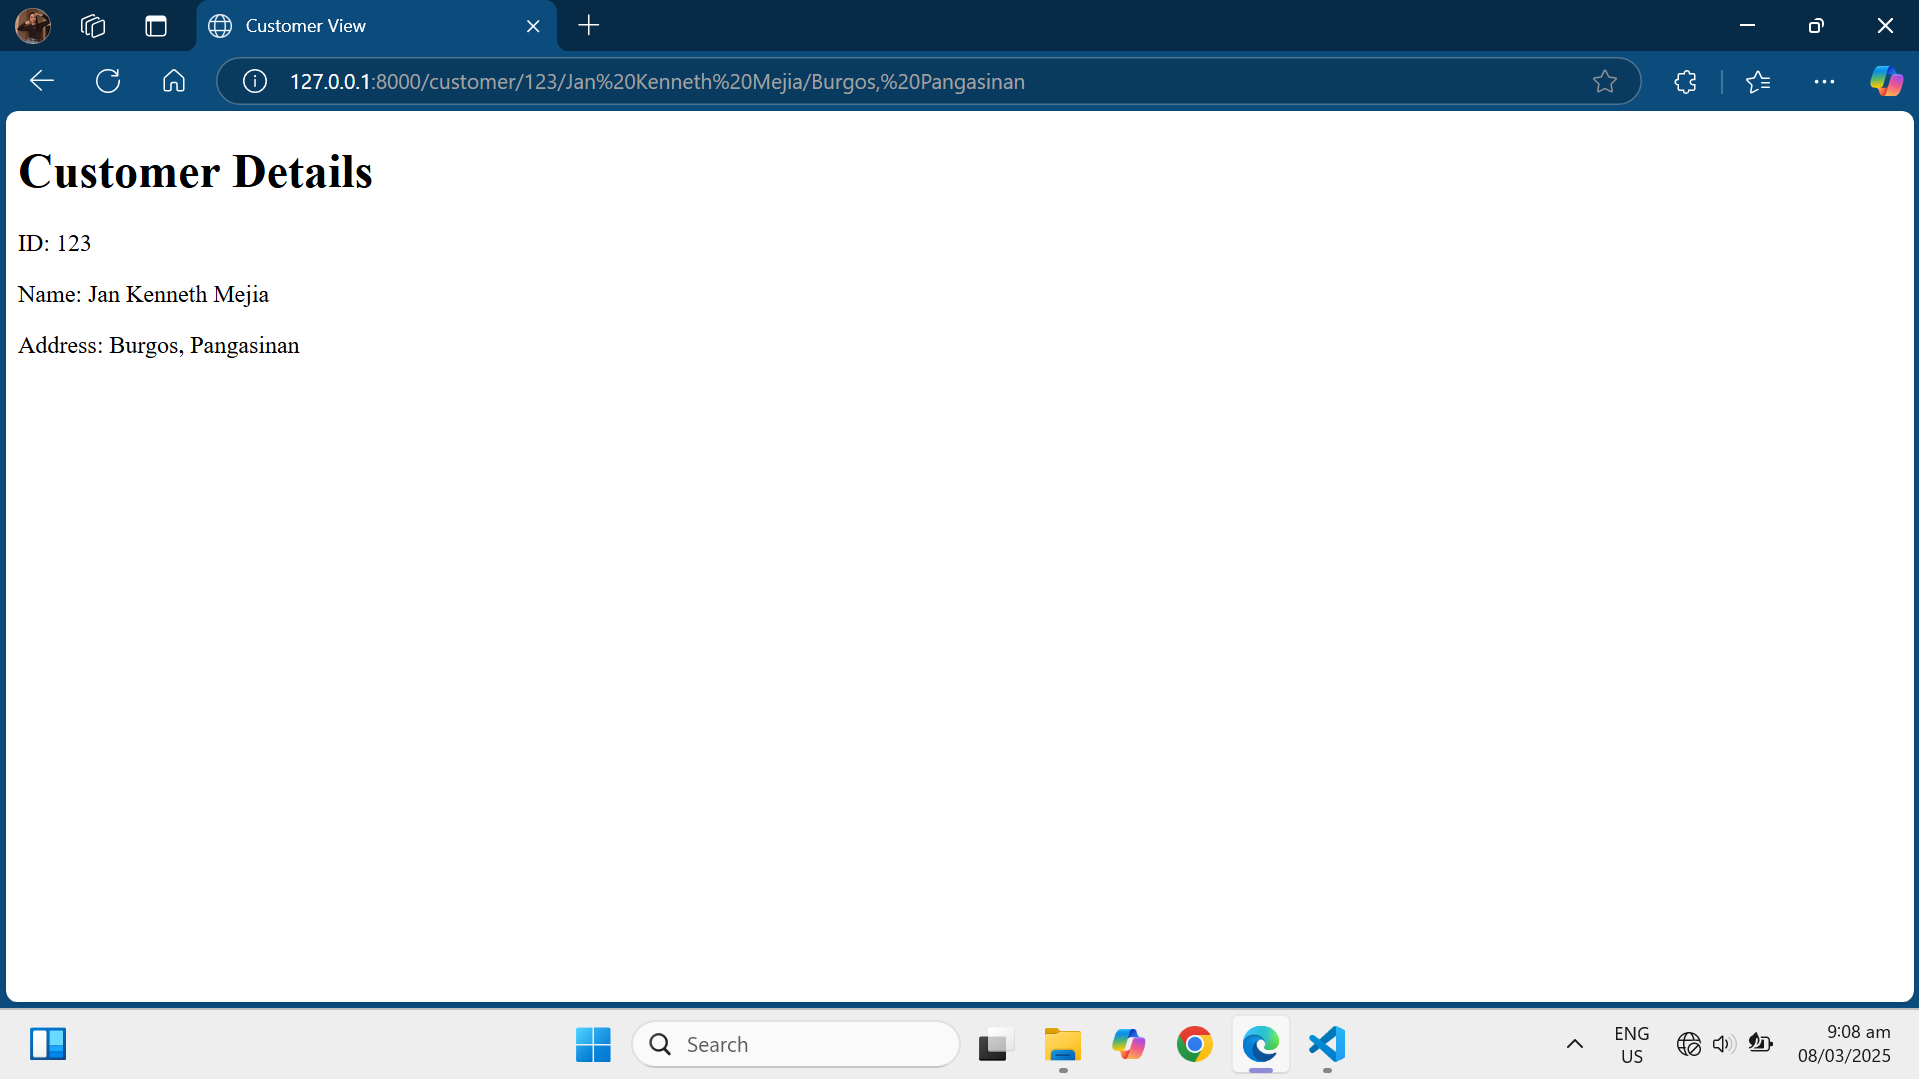 Customer View
127.0.0.1:8000/customer/123/Jan%20Kenneth%20Mejia/Burgos,%20Pangasinan
Customer Details
ID: 123
Name: Jan Kenneth Mejia
Address: Burgos, Pangasinan
Search
ENG
US
9:08 am
08/03/2025